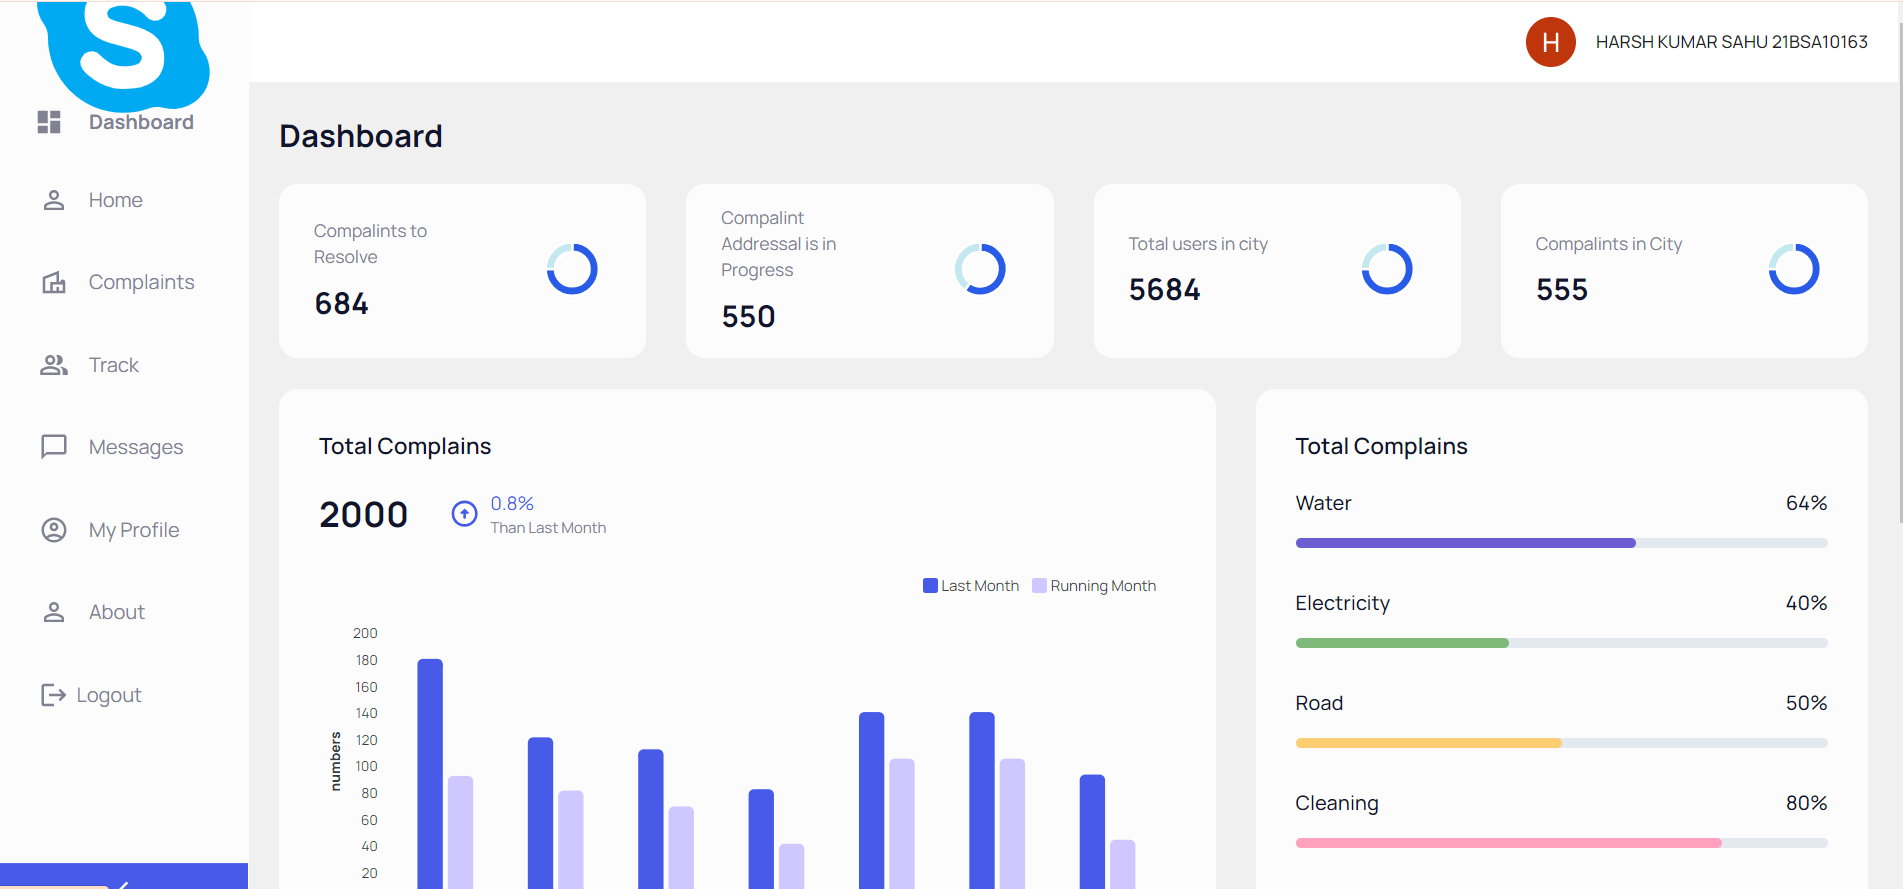 S
Dashboard
Home
Complaints
Track
Messages
My Profile
About
Logout
H
HARSH KUMAR SAHU 21BSA10163
Dashboard
Compalints to
Resolve
684
Compalint
Addressal is in
Progress
550
Total users in city
5684
Compalints in City
555
Total Complains
2000
0.8%
Than Last Month
Last Month
Running Month
numbers
200
180
160
140
120
100
80
60
40
20
Total Complains
Water 64%
Electricity 40%
Road 50%
Cleaning 80%